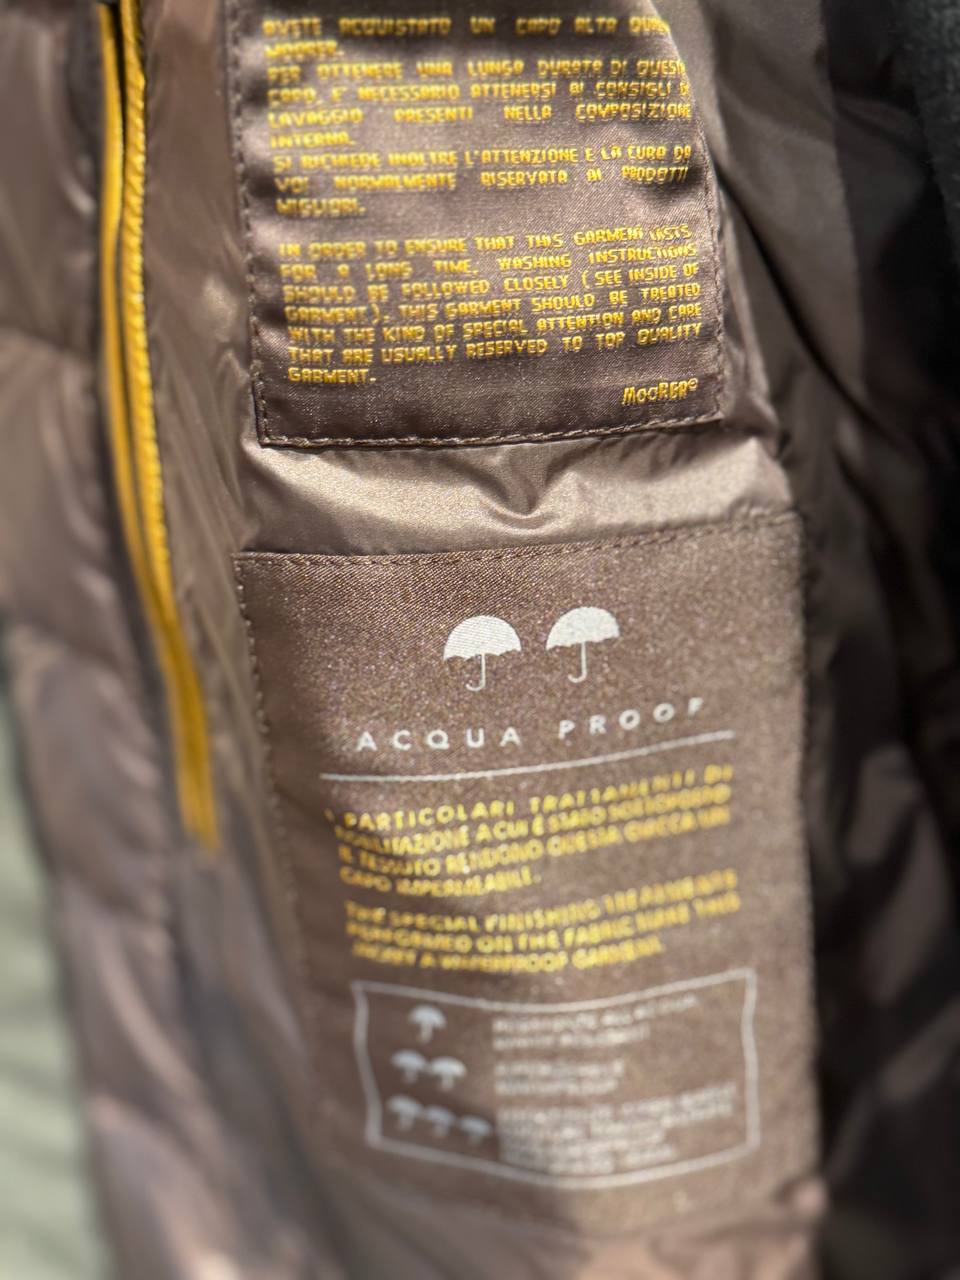 AVETE ACQUISTATO UN CAPO ALTA
MOORER.
PER OTTENERE UNA LUNGA DURATA DI QUESTO
CAPO, E' NECESSARIO ATTENERSI AI CONSIGLI DI
LAVAGGIO PRESENTI NELLA COMPOSIZIONE
INTERNA.
SI RICHIEDE INOLTRE L'ATTENZIONE E LA CURA DA
VOI NORMALMENTE RISERVATA AI PRODOTTI
MIGLIORI.
IN ORDER TO ENSURE THAT THIS GARMENT LASTS
FOR A LONG TIME, WASHING INSTRUCTIONS
SHOULD BE FOLLOWED CLOSELY ( SEE INSIDE OF
GARMENT ). THIS GARMENT SHOULD BE TREATED
WITH THE KIND OF SPECIAL ATTENTION AND CARE
THAT ARE USUALLY RESERVED TO TOP QUALITY
GARMENT.
MOORER®
ACQUA PROOF
I PARTICOLARI TRATTAMENTI DI
NOBILITAZIONE A CUI È STATO SOTTOPOSTO
IL TESSUTO RENDONO QUESTA GIACCA UN
CAPO IMPERMEABILE.
THE SPECIAL FINISHING TREATMENTS
PERFORMED ON THE FABRIC MAKE THIS
JACKET A WATERPROOF GARMENT.